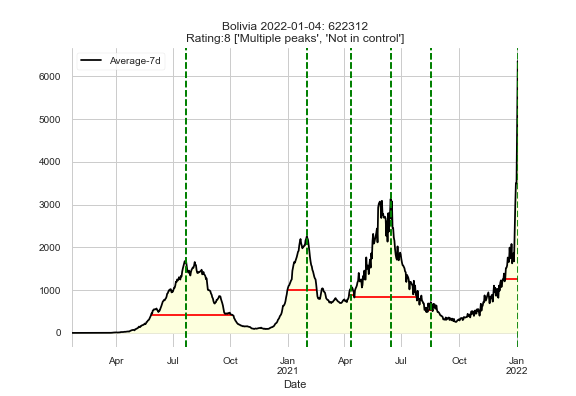 Bolivia 2022-01-04: 622312
Rating:8 ['Multiple peaks', 'Not in control']
Average-7d
6000
5000
4000
3000
2000
1000
0
Apr Jul Oct Jan Apr Jul Oct Jan
2021 2022
Date